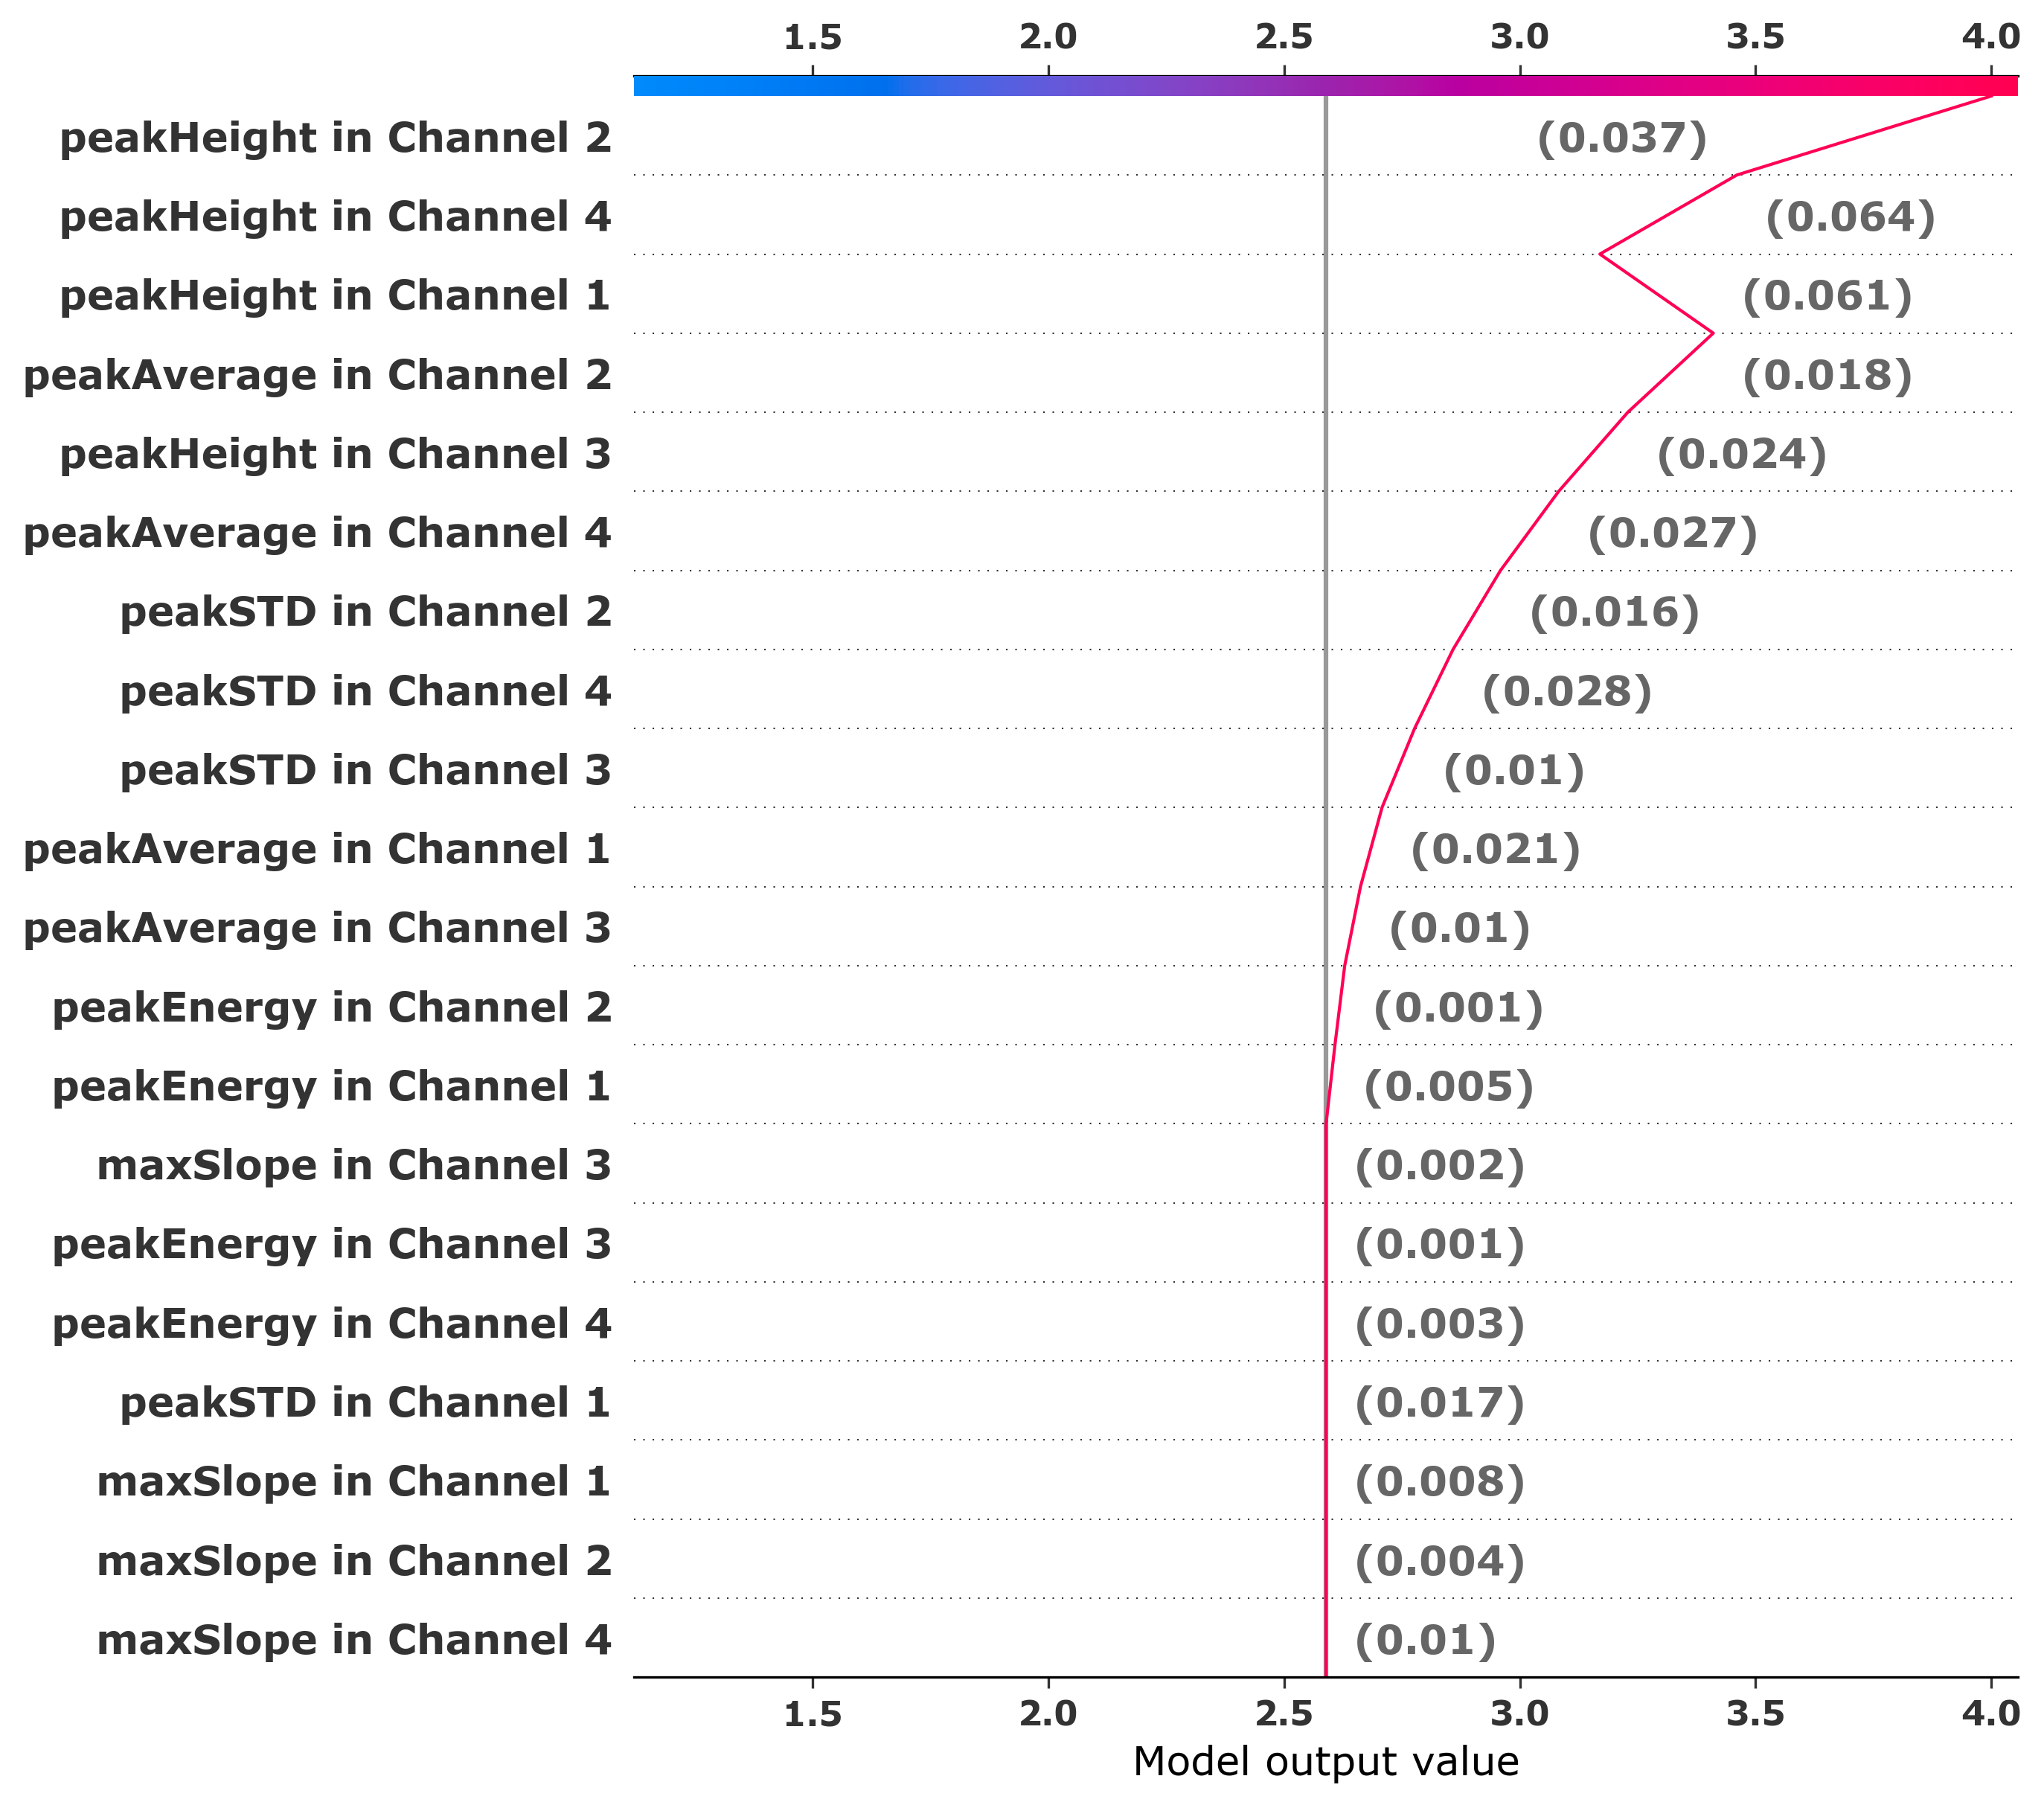 1.5 2.0 2.5 3.0 3.5 4.0
peakHeight in Channel 2 (0.037)
peakHeight in Channel 4 (0.064)
peakHeight in Channel 1 (0.061)
peakAverage in Channel 2 (0.018)
peakHeight in Channel 3 (0.024)
peakAverage in Channel 4 (0.027)
peakSTD in Channel 2 (0.016)
peakSTD in Channel 4 (0.028)
peakSTD in Channel 3 (0.01)
peakAverage in Channel 1 (0.021)
peakAverage in Channel 3 (0.01)
peakEnergy in Channel 2 (0.001)
peakEnergy in Channel 1 (0.005)
maxSlope in Channel 3 (0.002)
peakEnergy in Channel 3 (0.001)
peakEnergy in Channel 4 (0.003)
peakSTD in Channel 1 (0.017)
maxSlope in Channel 1 (0.008)
maxSlope in Channel 2 (0.004)
maxSlope in Channel 4 (0.01)
1.5 2.0 2.5 3.0 3.5 4.0
Model output value